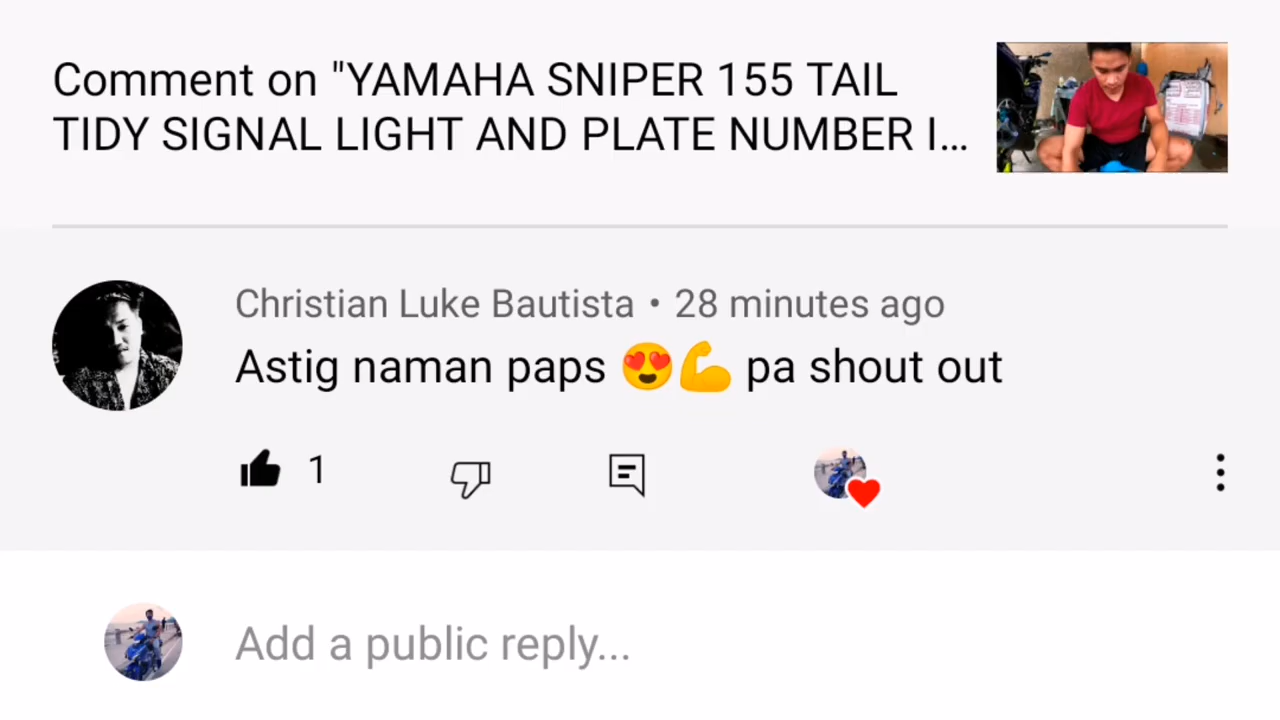 Comment on "YAMAHA SNIPER 155 TAIL
TIDY SIGNAL LIGHT AND PLATE NUMBER I...
Christian Luke Bautista • 28 minutes ago
Astig naman paps 😍💪 pa shout out
1
Add a public reply...